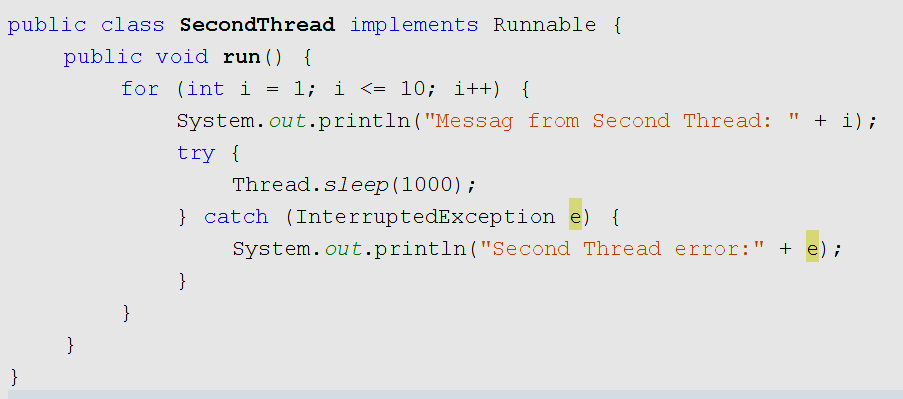 public class SecondThread implements Runnable {
public void run() {
for (int i = 1; i <= 10; i++) {
System.out.println("Messag from Second Thread: " + i);
try {
Thread.sleep(1000);
} catch (InterruptedException e) {
System.out.println("Second Thread error:" + e);
}
}
}
}